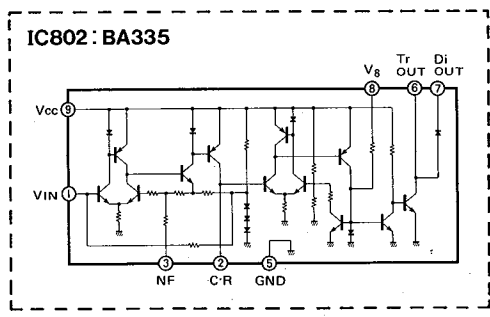 IC802 : BA335
V8 Tr OUT Di OUT
8 6 7
Vcc 9
VIN 1
3 2 5
NF C·R GND